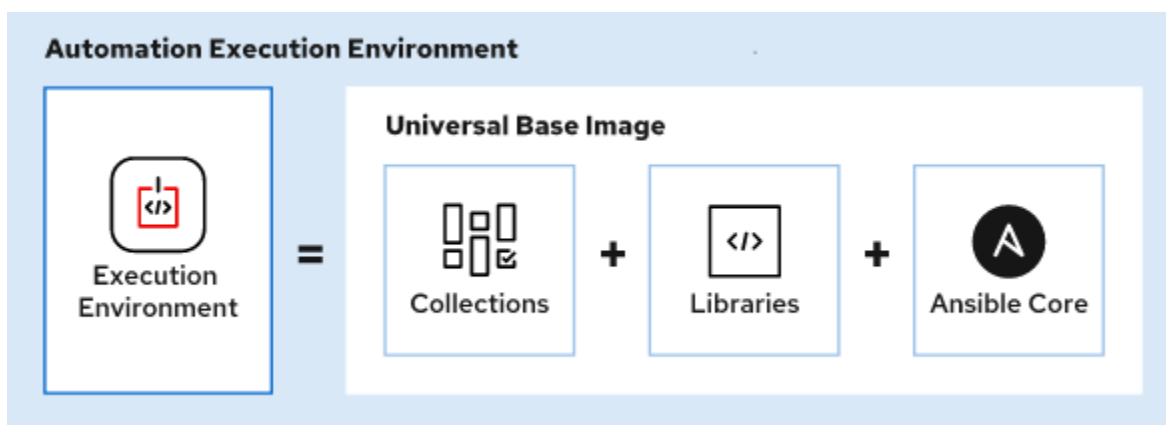 Automation Execution Environment
Universal Base Image
</>
Execution
Environment
=
Collections
+
</>
Libraries
+
Ansible Core